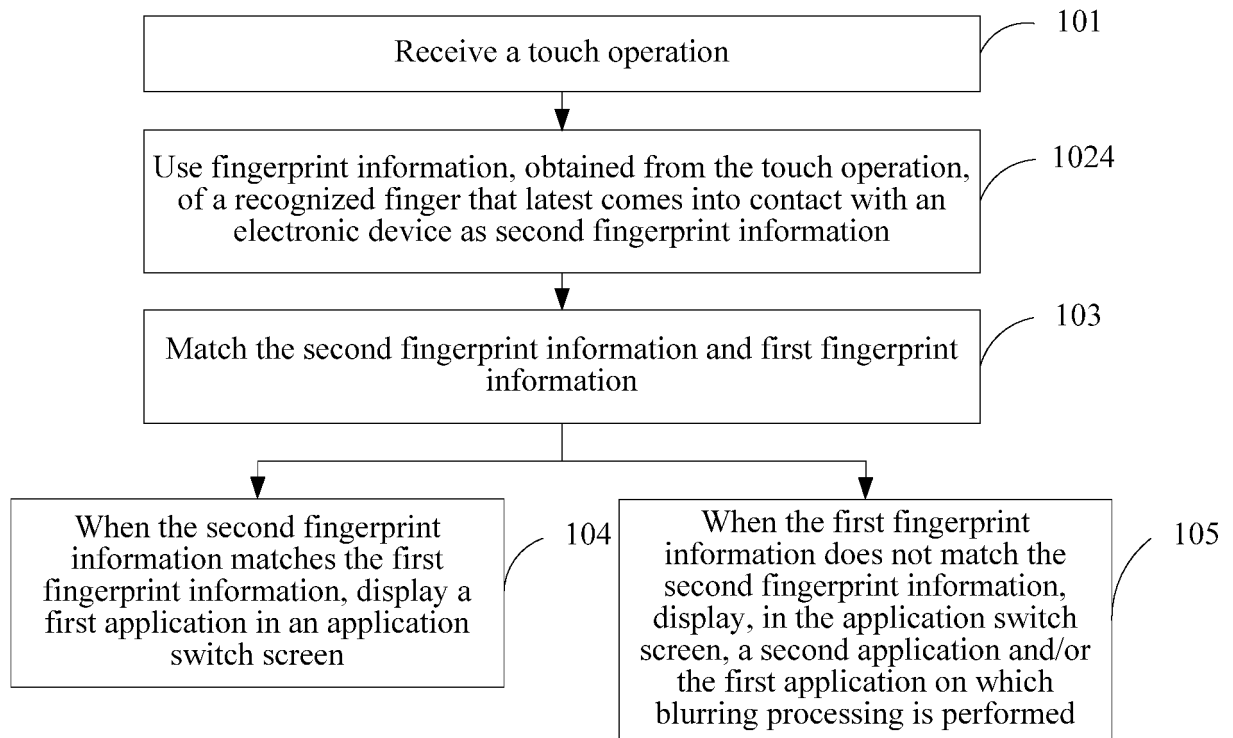 101
Receive a touch operation
1024
Use fingerprint information, obtained from the touch operation,
of a recognized finger that latest comes into contact with an
electronic device as second fingerprint information
103
Match the second fingerprint information and first fingerprint
information
When the second fingerprint
information matches the first
fingerprint information, display a
first application in an application
switch screen
104
When the first fingerprint
information does not match the
second fingerprint information,
display, in the application switch
screen, a second application and/or
the first application on which
blurring processing is performed
105